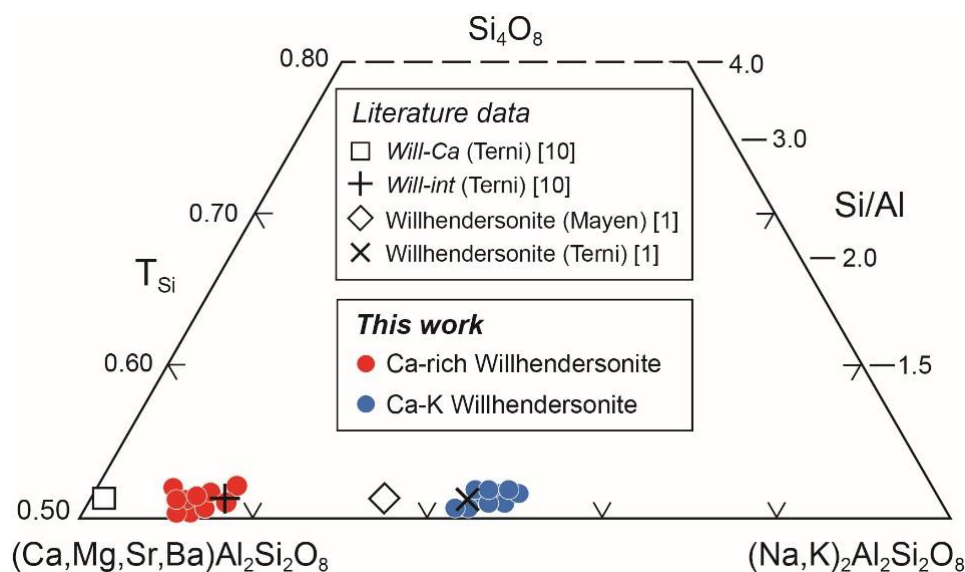 Si₄O₈
0.80
4.0
Literature data
Will-Ca (Terni) [10]
Will-int (Terni) [10]
Willhendersonite (Mayen) [1]
Willhendersonite (Terni) [1]
3.0
0.70
Si/Al
2.0
T_Si
This work
Ca-rich Willhendersonite
Ca-K Willhendersonite
0.60
1.5
0.50
(Ca,Mg,Sr,Ba)Al₂Si₂O₈
(Na,K)₂Al₂Si₂O₈